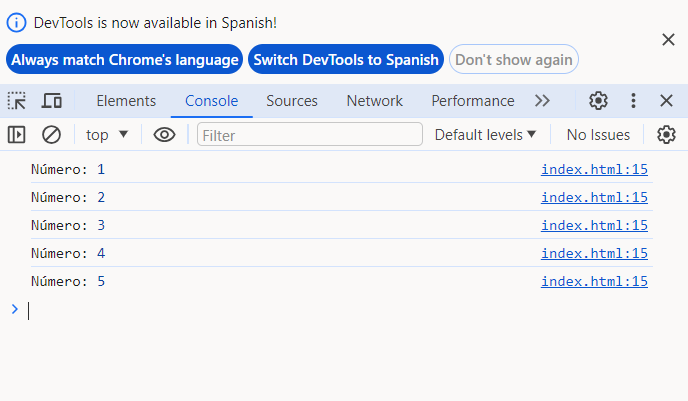 DevTools is now available in Spanish!
Always match Chrome's language Switch DevTools to Spanish Don't show again
Elements Console Sources Network Performance
top Filter Default levels No Issues
Número: 1 index.html:15
Número: 2 index.html:15
Número: 3 index.html:15
Número: 4 index.html:15
Número: 5 index.html:15